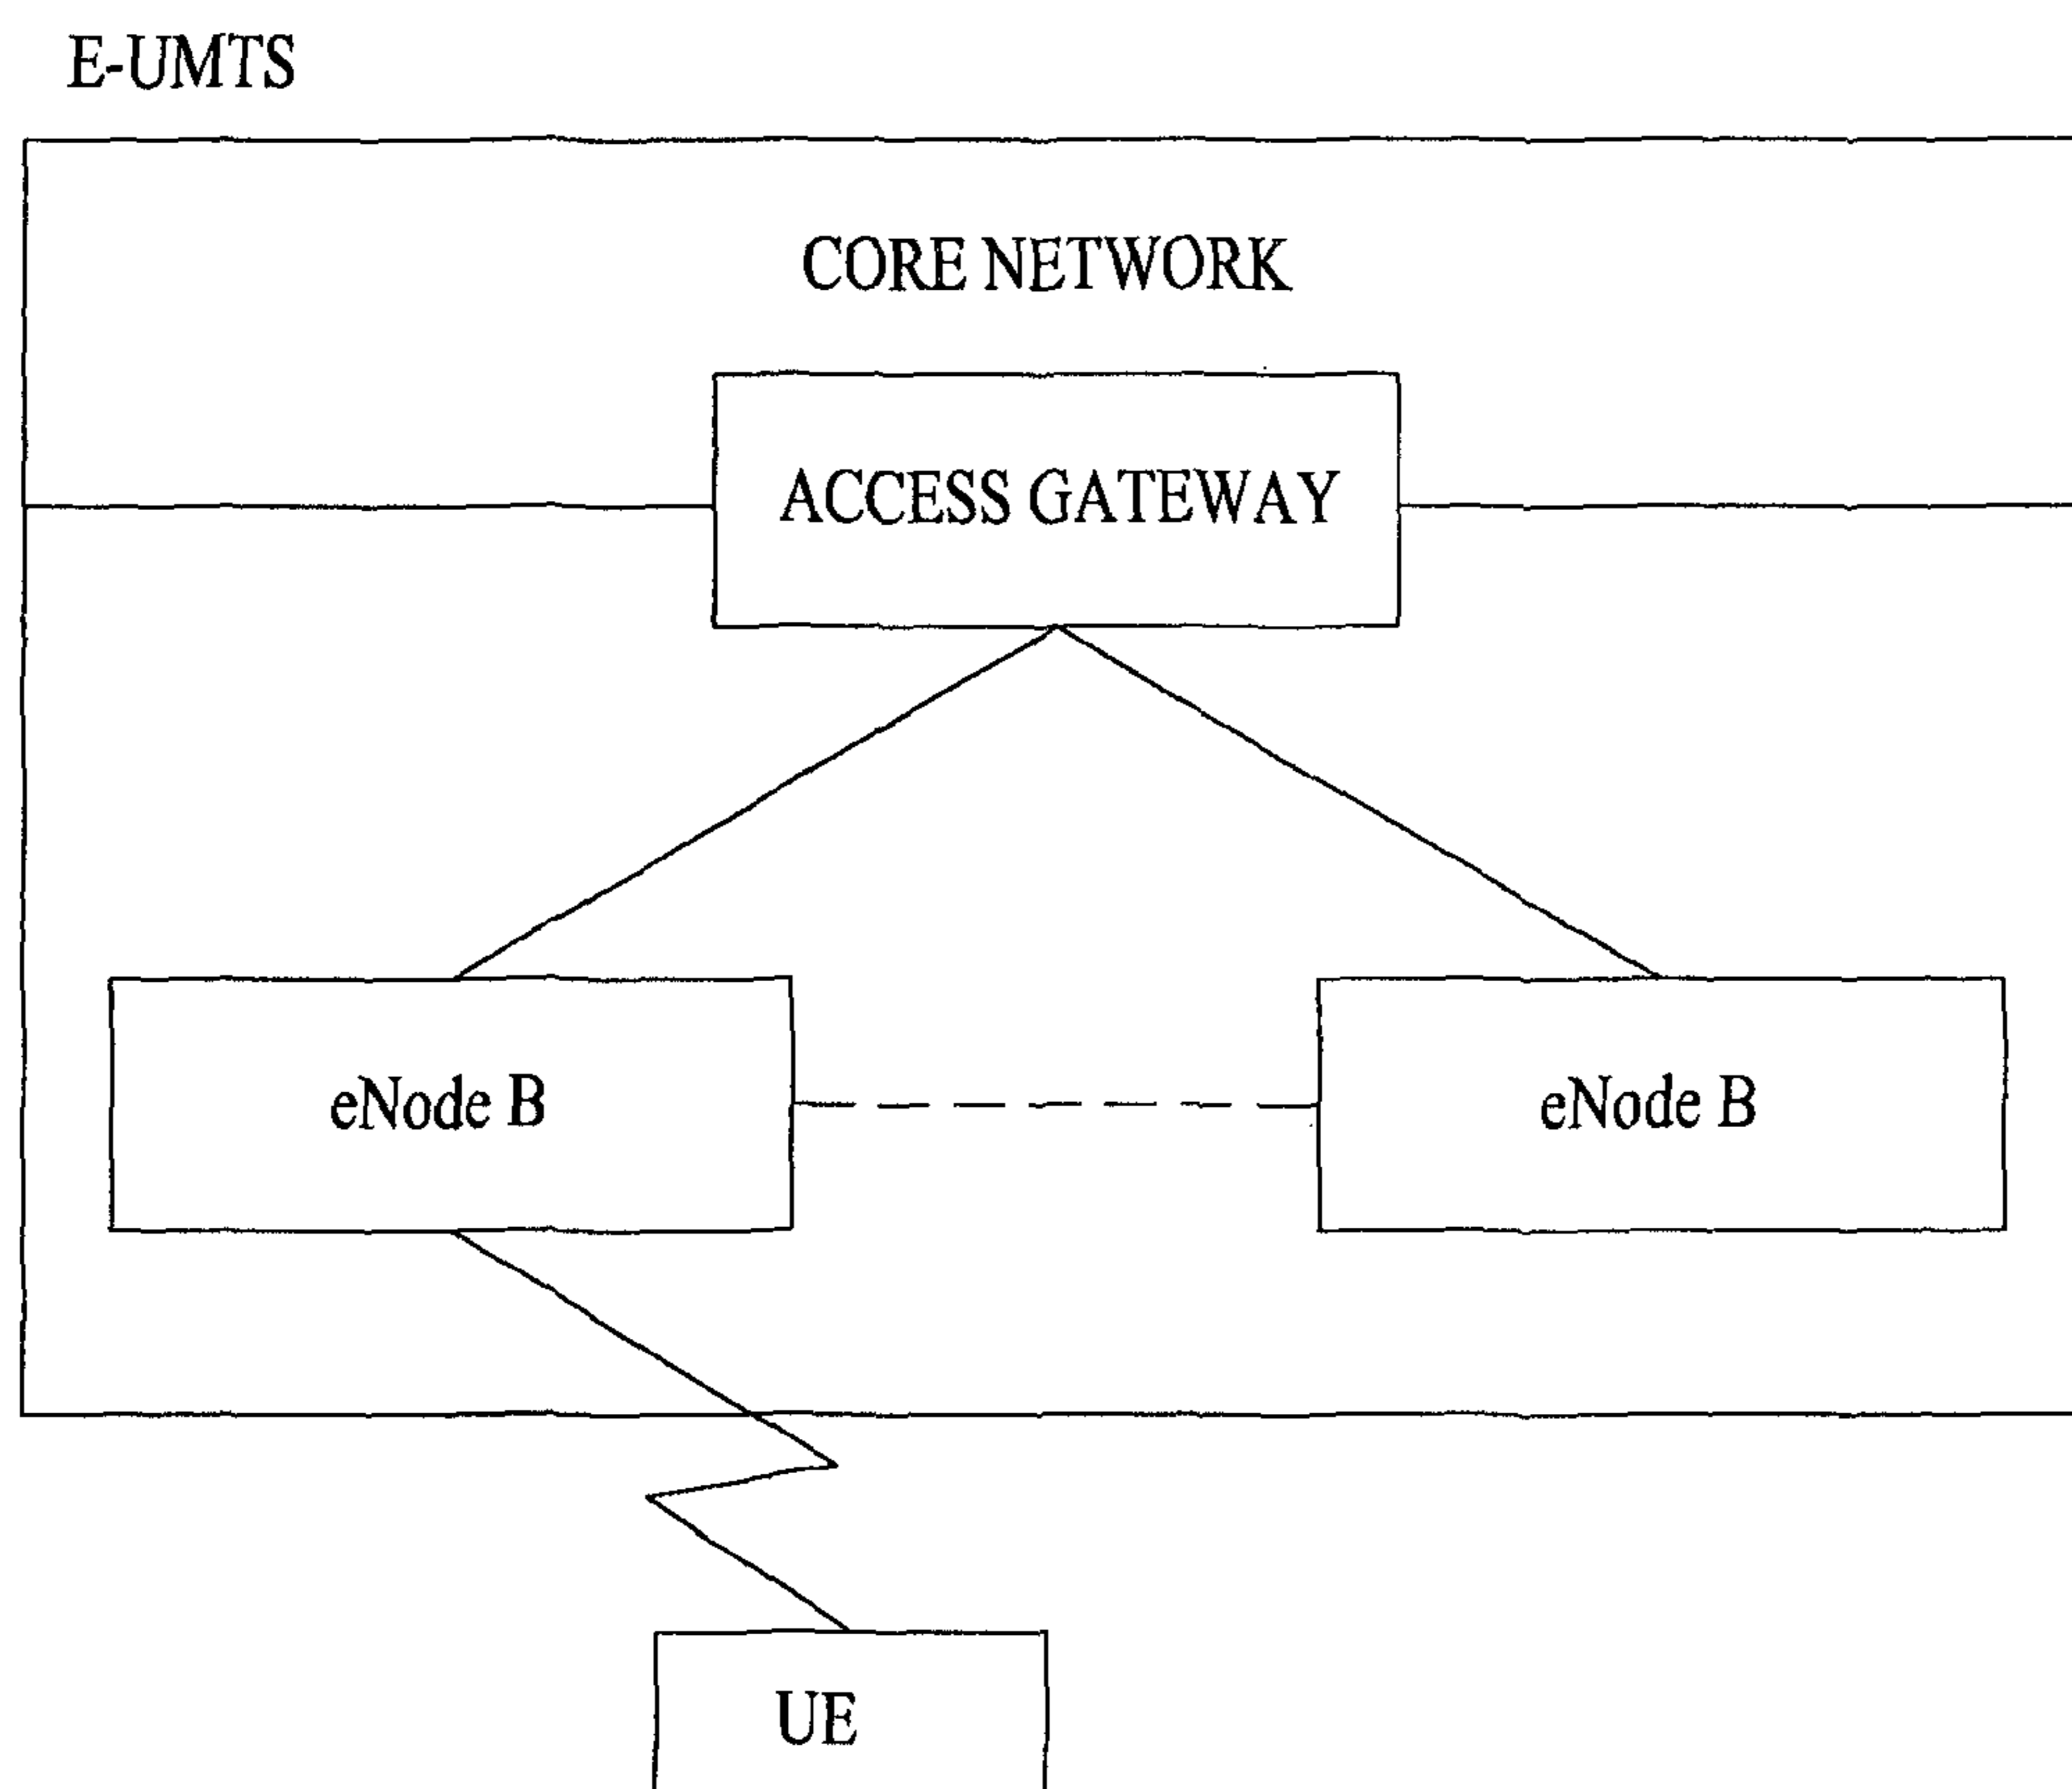 E-UMTS
CORE NETWORK
ACCESS GATEWAY
eNode B
eNode B
UE